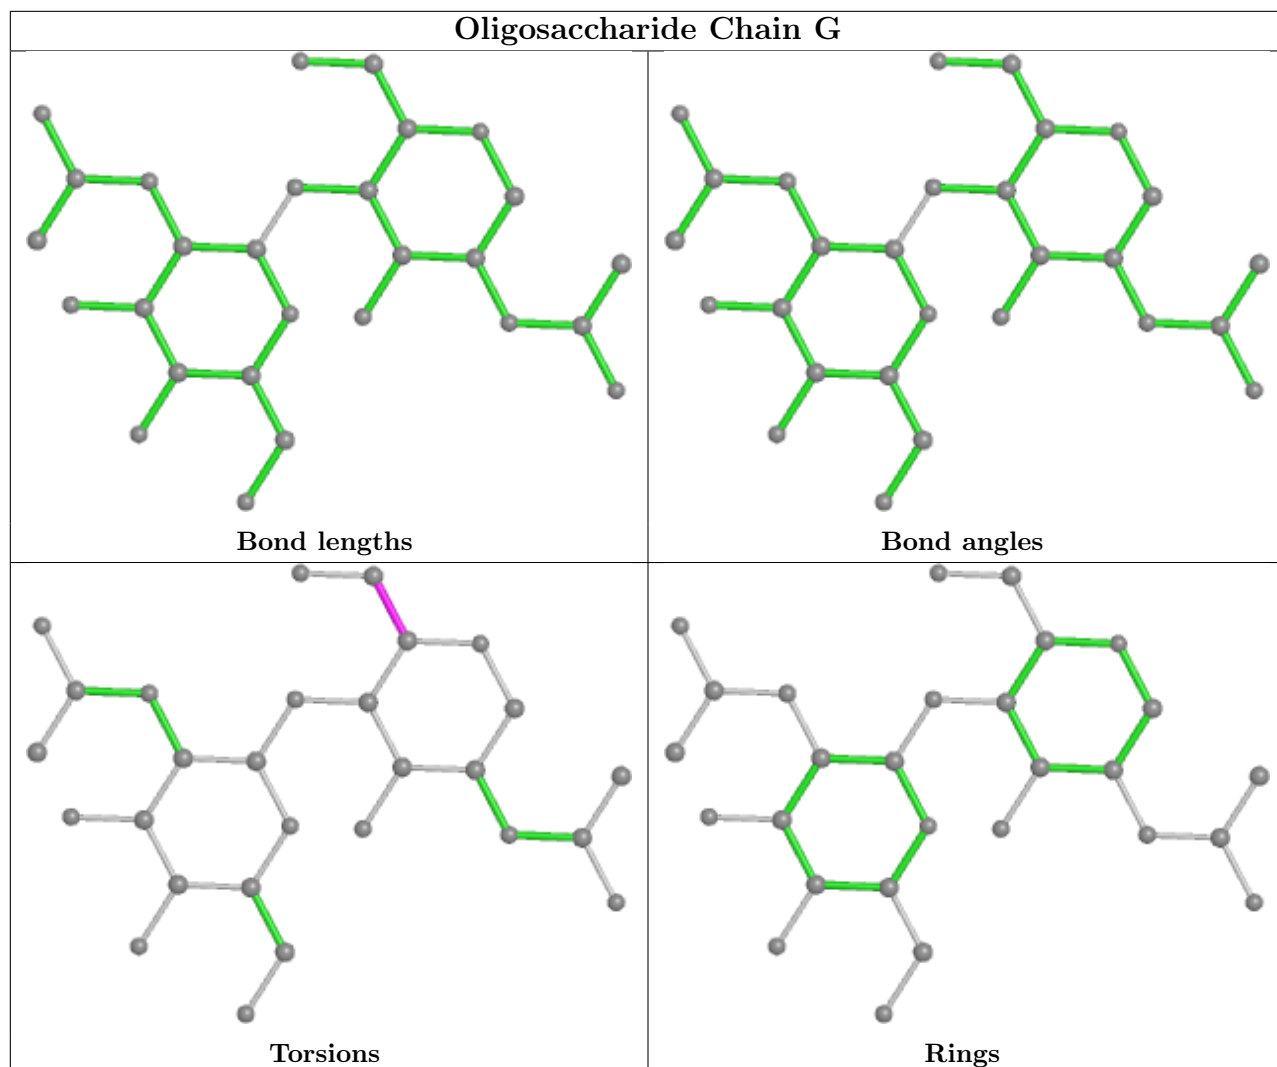 Oligosaccharide Chain G
Bond lengths
Bond angles
Torsions
Rings